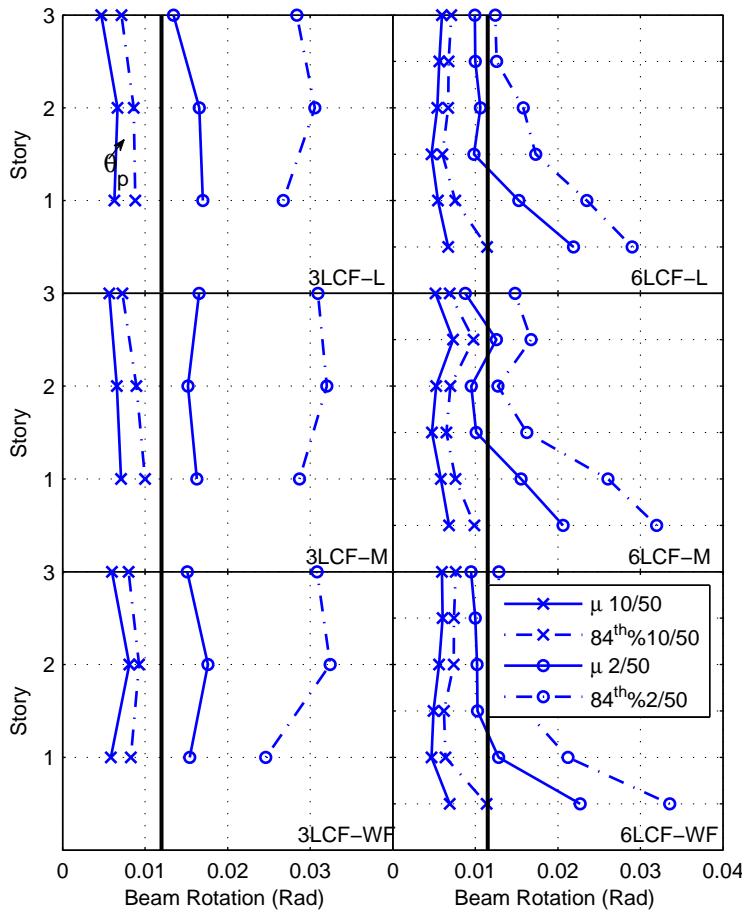 3
2
1
Story
θp
3LCF−L
6LCF−L
3
2
1
Story
3LCF−M
6LCF−M
3
2
1
Story
μ 10/50
84th%10/50
μ 2/50
84th%2/50
3LCF−WF
6LCF−WF
0 0.01 0.02 0.03 0 0.01 0.02 0.03 0.04
Beam Rotation (Rad) Beam Rotation (Rad)